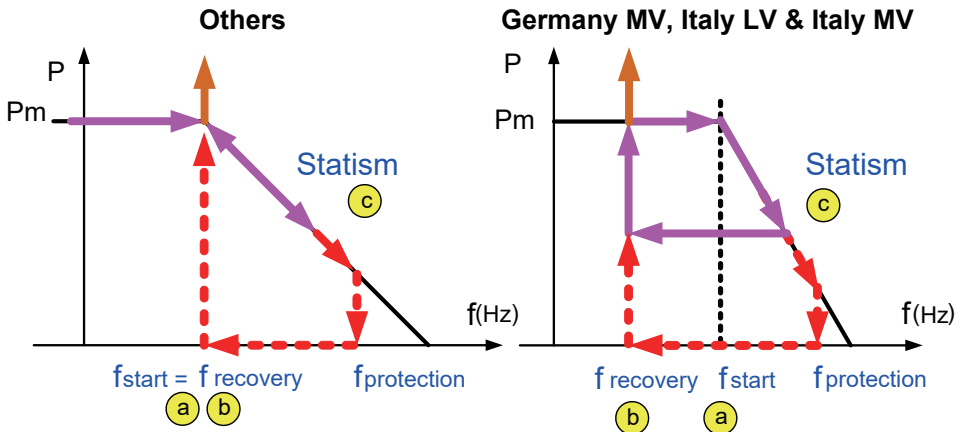 Others
P
Pm
Statism
c
f(Hz)
fstart = f recovery
fprotection
a b
Germany MV, Italy LV & Italy MV
P
Pm
Statism
c
f(Hz)
f recovery
fstart
fprotection
b
a